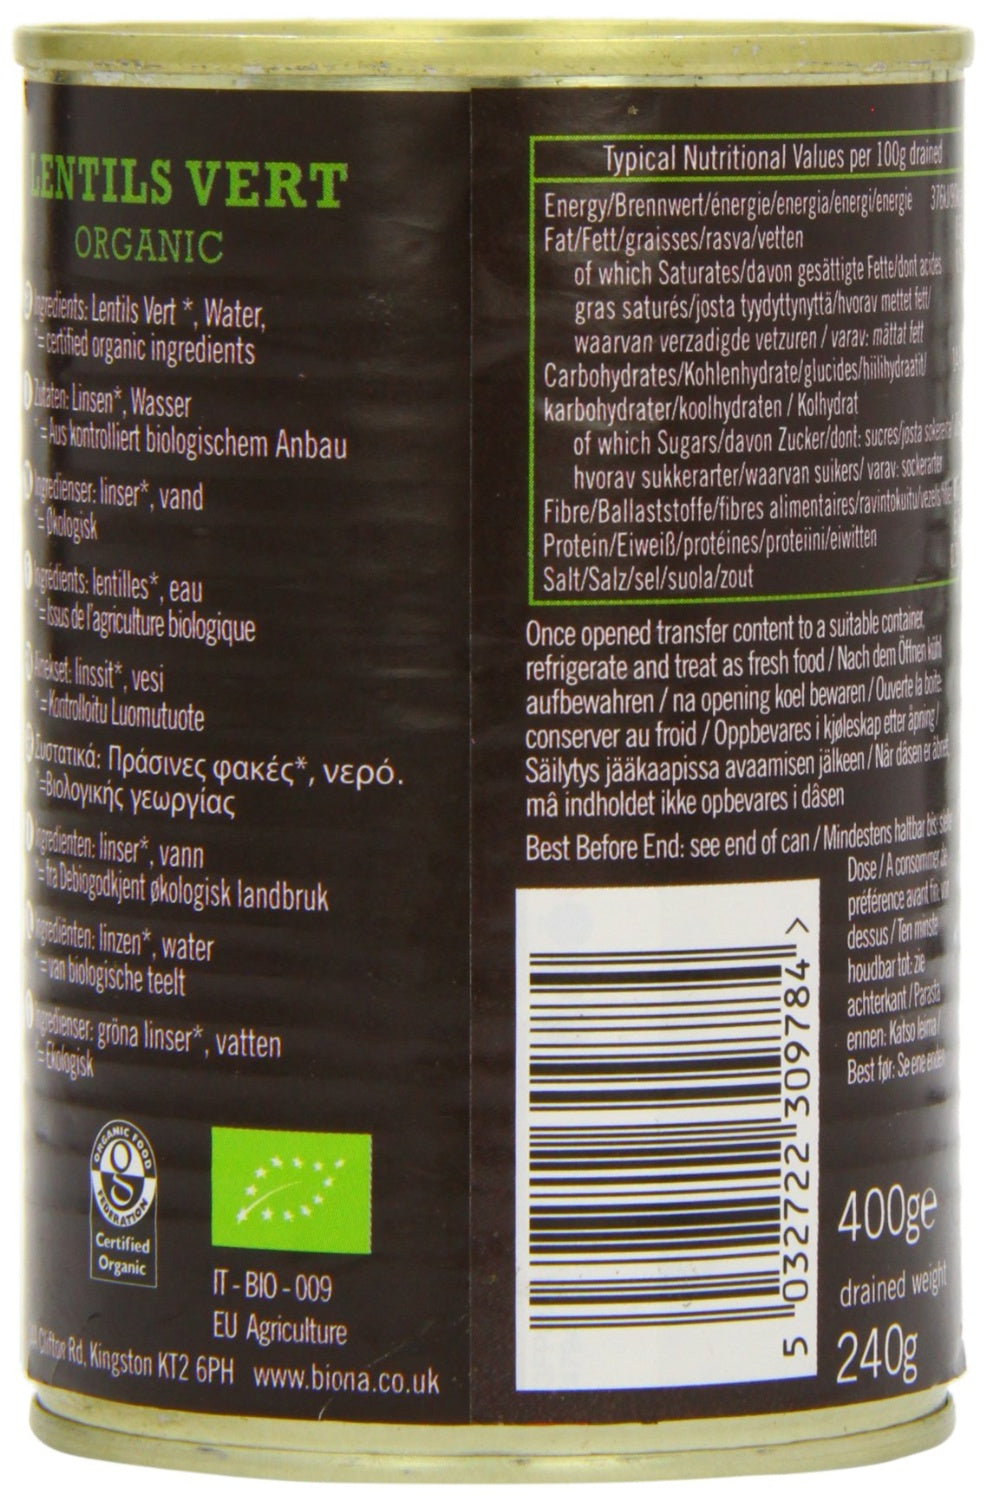 LENTILS VERT
ORGANIC
Ingredients: Lentils Vert *, Water,
*= certified organic ingredients
Zutaten: Linsen*, Wasser
*= Aus kontrolliert biologischem Anbau
Ingredienser: linser*, vand
*= Økologisk
Ingrédients: lentilles*, eau
*= Issus de l'agriculture biologique
Ainekset: linssit*, vesi
*= Kontrolloitu Luomutuote
Συστατικά: Πράσινες φακές*, νερό.
*=Βιολογικής γεωργίας
Ingredienten: linser*, vann
*= fra Debiogodkjent økologisk landbruk
Ingrediënten: linzen*, water
*= van biologische teelt
Ingredienser: gröna linser*, vatten
*= Ekologisk
ORGANIC FOOD FEDERATION
Certified
Organic
IT - BIO - 009
EU Agriculture
Clifton Rd, Kingston KT2 6PH www.biona.co.uk
Typical Nutritional Values per 100g drained
Energy/Brennwert/énergie/energia/energi/energie
Fat/Fett/graisses/rasva/vetten
of which Saturates/davon gesättigte Fette/dont acides
gras saturés/josta tyydyttynyttä/hvorav mettet fett/
waarvan verzadigde vetzuren / varav: mättat fett
Carbohydrates/Kohlenhydrate/glucides/hiilihydraatit/
karbohydrater/koolhydraten / Kolhydrat
of which Sugars/davon Zucker/dont: sucres/josta
hvorav sukkerarter/waarvan suikers/ varav: sockerarter
Fibre/Ballaststoffe/fibres alimentaires/ravintokuitu/
Protein/Eiweiß/protéines/proteiini/eiwitten
Salt/Salz/sel/suola/zout
Once opened transfer content to a suitable container,
refrigerate and treat as fresh food / Nach dem Öffnen kühl
aufbewahren / na opening koel bewaren / Ouverte la boite
conserver au froid / Oppbevares i kjøleskap etter åpning /
Säilytys jääkaapissa avaamisen jälkeen / När dåsen er åbnet,
må indholdet ikke opbevares i dåsen
Best Before End: see end of can / Mindestens haltbar bis: siehe
Dose / A consommer de
préférence avant fin, voir
dessus / Ten minste
houdbar tot: zie
achterkant / Parasta
ennen: Katso leima /
Best før: Se ene enden
5 032722 309784 >
400g℮
drained weight
240g